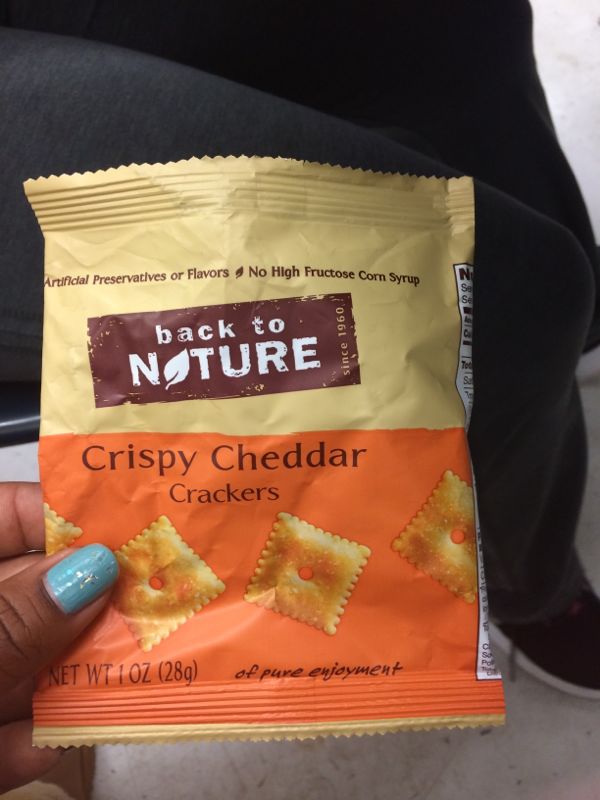 Artificial Preservatives or Flavors No High Fructose Corn Syrup
back to
NATURE
since 1960
Crispy Cheddar
Crackers
NET WT 1 OZ (28g) of pure enjoyment